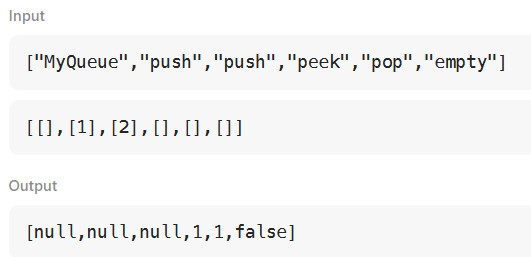 Input
["MyQueue","push","push","peek","pop","empty"]
[[],[1],[2],[],[],[]]
Output
[null,null,null,1,1,false]